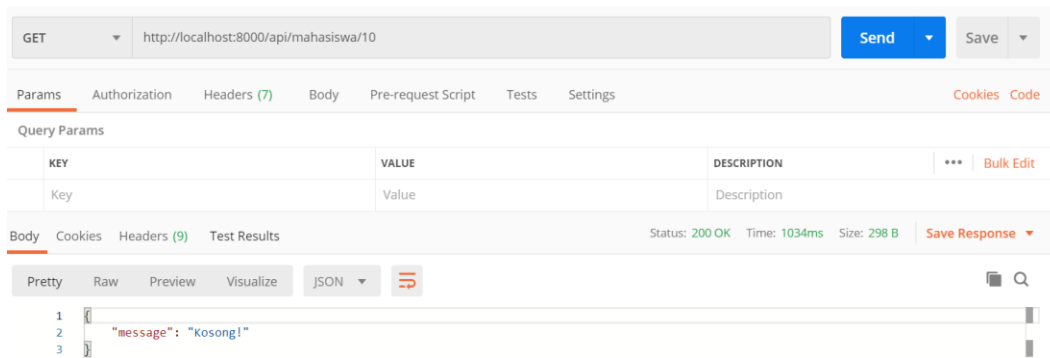 GET http://localhost:8000/api/mahasiswa/10 Send Save
Params Authorization Headers (7) Body Pre-request Script Tests Settings Cookies Code
Query Params
KEY VALUE DESCRIPTION ••• Bulk Edit
Key Value Description
Body Cookies Headers (9) Test Results Status: 200 OK Time: 1034ms Size: 298 B Save Response
Pretty Raw Preview Visualize JSON
1 {
2 "message": "Kosong!"
3 }